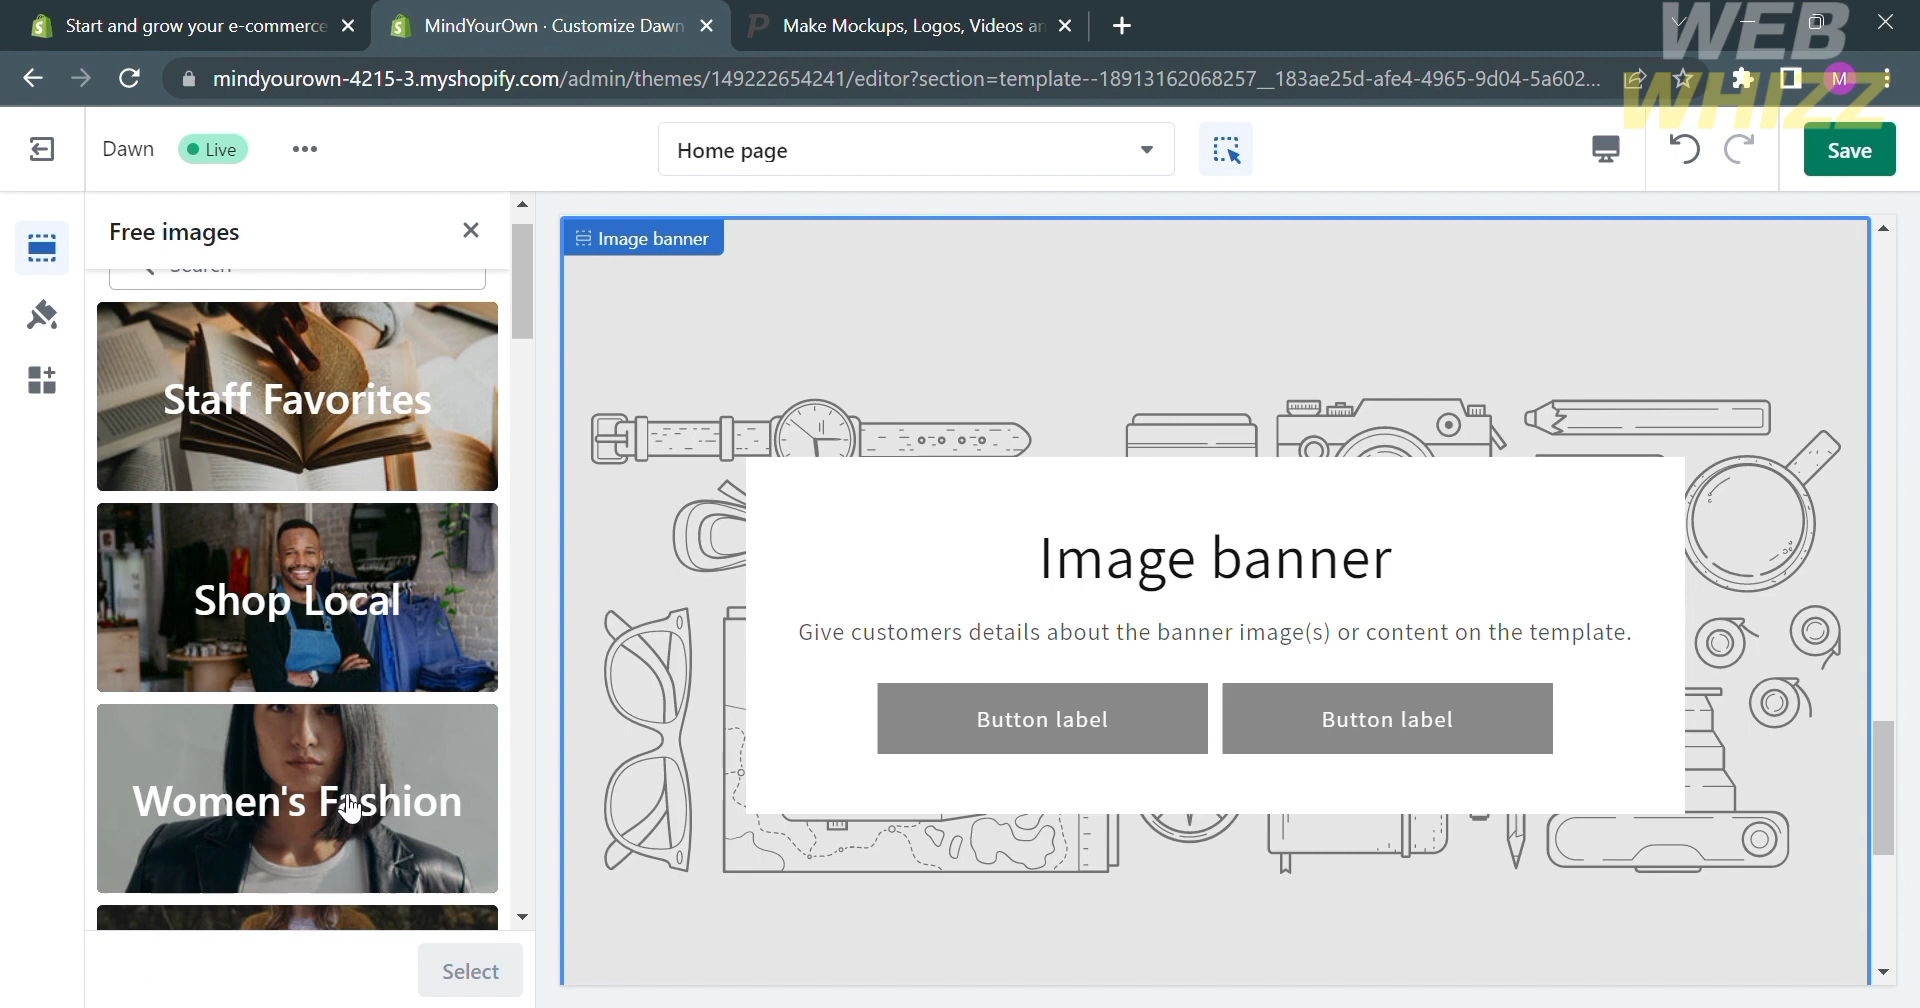 Start and grow your e-commerce
MindYourOwn · Customize Dawn
Make Mockups, Logos, Videos an
WEB
WHIZZ
mindyourown-4215-3.myshopify.com/admin/themes/149222654241/editor?section=template--18913162068257__183ae25d-afe4-4965-9d04-5a602...
M
Dawn
Live
Home page
Save
Free images
Search
Staff Favorites
Shop Local
Women's Fashion
Select
Image banner
Image banner
Give customers details about the banner image(s) or content on the template.
Button label
Button label